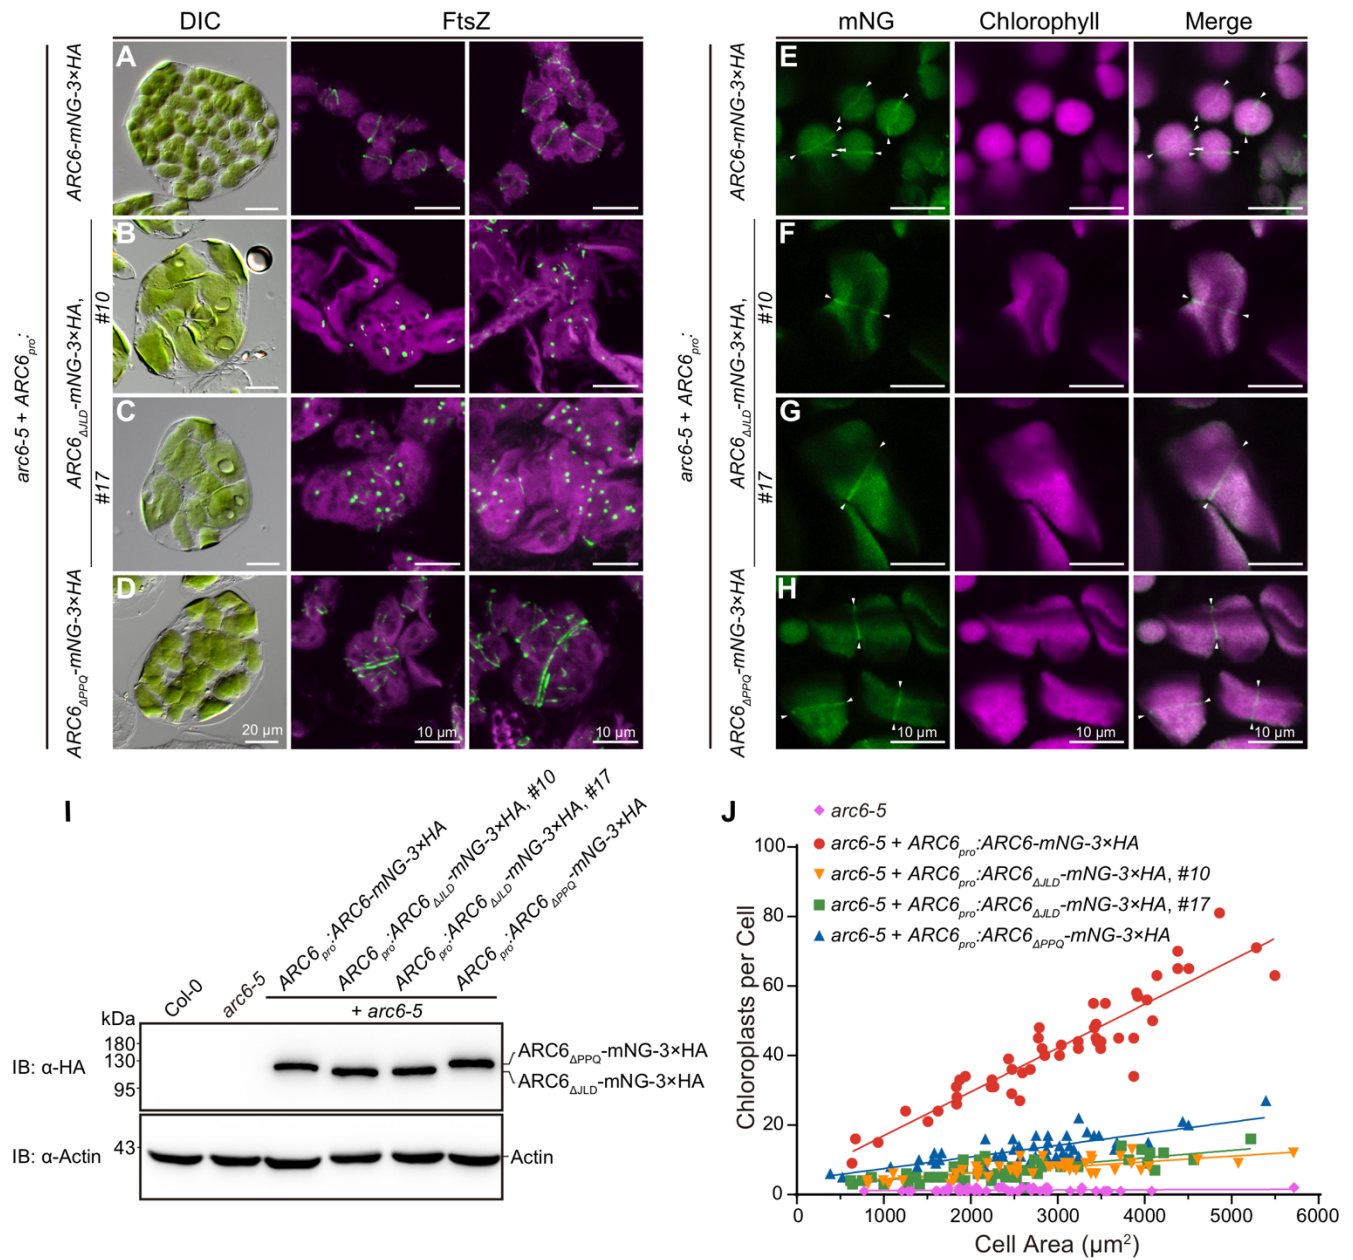 DIC FtsZ
mNG Chlorophyll Merge
arc6-5 + ARC6pro:
ARC6-mNG-3×HA
ARC6ΔJLD-mNG-3×HA,
#10
#17
ARC6ΔPPQ-mNG-3×HA
A
B
C
D
20 µm 10 µm 10 µm
arc6-5 + ARC6pro:
ARC6-mNG-3×HA
ARC6ΔJLD-mNG-3×HA,
#10
#17
ARC6ΔPPQ-mNG-3×HA
E
F
G
H
10 µm 10 µm 10 µm
I
Col-0
arc6-5
ARC6pro:ARC6-mNG-3×HA
ARC6pro:ARC6ΔJLD-mNG-3×HA, #10
ARC6pro:ARC6ΔJLD-mNG-3×HA, #17
ARC6pro:ARC6ΔPPQ-mNG-3×HA
+ arc6-5
kDa
180
130
95
IB: α-HA
ARC6ΔPPQ-mNG-3×HA
ARC6ΔJLD-mNG-3×HA
43
IB: α-Actin
Actin
J
arc6-5
arc6-5 + ARC6pro:ARC6-mNG-3×HA
arc6-5 + ARC6pro:ARC6ΔJLD-mNG-3×HA, #10
arc6-5 + ARC6pro:ARC6ΔJLD-mNG-3×HA, #17
arc6-5 + ARC6pro:ARC6ΔPPQ-mNG-3×HA
Chloroplasts per Cell
100
80
60
40
20
0
0 1000 2000 3000 4000 5000 6000
Cell Area (µm²)